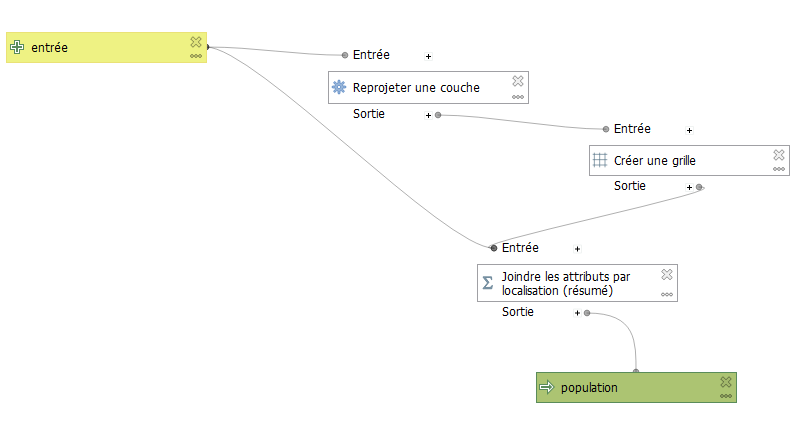 entrée
Entrée
Reprojeter une couche
Sortie
Entrée
Créer une grille
Sortie
Entrée
Joindre les attributs par
localisation (résumé)
Sortie
population